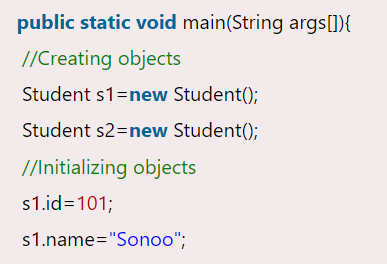 public static void main(String args[]){
//Creating objects
Student s1=new Student();
Student s2=new Student();
//Initializing objects
s1.id=101;
s1.name="Sonoo";